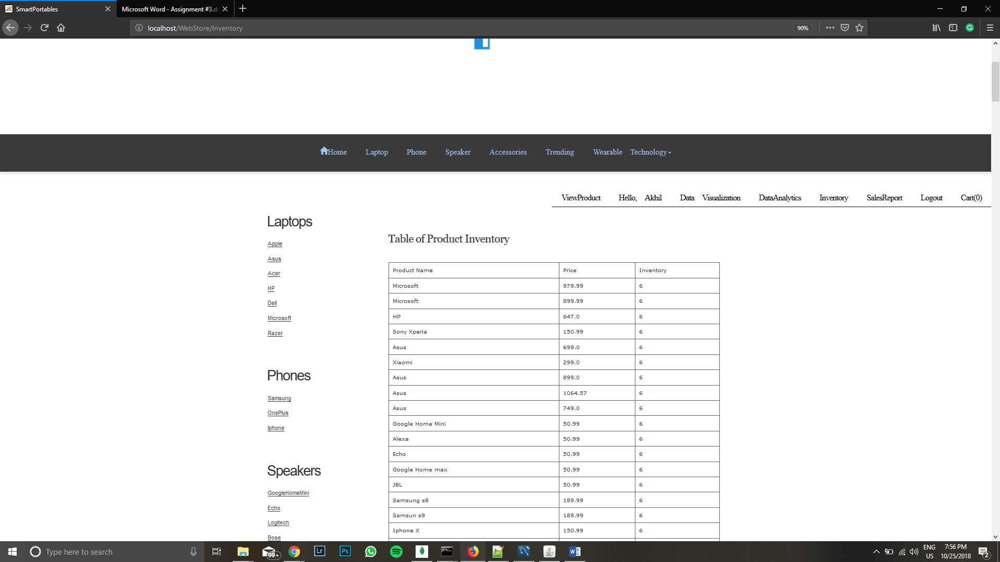 SmartPortables
Microsoft Word - Assignment #3.d
localhost/WebStore/Inventory
90%
Home Laptop Phone Speaker Accessories Trending Wearable Technology
ViewProduct Hello, Akhil Data Visualization DataAnalytics Inventory SalesReport Logout Cart(0)
Laptops
Apple
Asus
Acer
HP
Dell
Microsoft
Razer
Phones
Samsung
OnePlus
Iphone
Speakers
GoogleHomeMini
Echo
Logitech
Bose
Table of Product Inventory
Product Name Price Inventory
Microsoft 979.99 6
Microsoft 899.99 6
HP 647.0 6
Sony Xperia 150.99 6
Asus 699.0 6
Xiaomi 299.0 6
Asus 899.0 6
Asus 1064.57 6
Asus 749.0 6
Google Home Mini 50.99 6
Alexa 50.99 6
Echo 50.99 6
Google Home max 50.99 6
JBL 50.99 6
Samsung s8 189.99 6
Samsun s9 189.99 6
Iphone X 150.99 6
Type here to search
99+
Lr
Ps
ENG
US
7:56 PM
10/25/2018
2